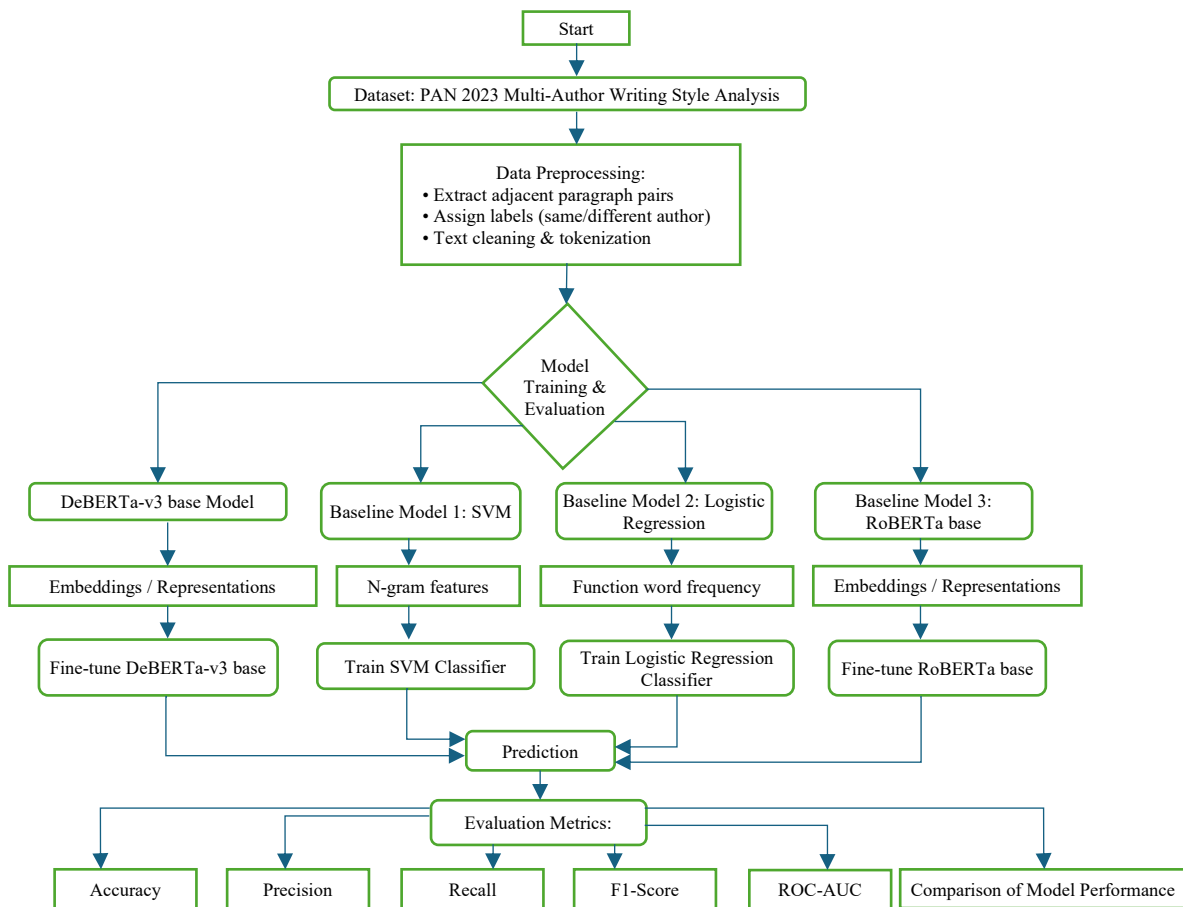 Start
Dataset: PAN 2023 Multi-Author Writing Style Analysis
Data Preprocessing:
• Extract adjacent paragraph pairs
• Assign labels (same/different author)
• Text cleaning & tokenization
Model
Training &
Evaluation
DeBERTa-v3 base Model
Baseline Model 1: SVM
Baseline Model 2: Logistic
Regression
Baseline Model 3:
RoBERTa base
Embeddings / Representations
N-gram features
Function word frequency
Embeddings / Representations
Fine-tune DeBERTa-v3 base
Train SVM Classifier
Train Logistic Regression
Classifier
Fine-tune RoBERTa base
Prediction
Evaluation Metrics:
Accuracy
Precision
Recall
F1-Score
ROC-AUC
Comparison of Model Performance